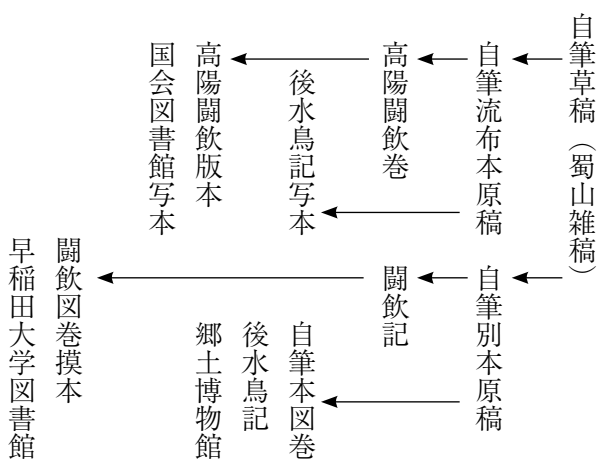 自筆草稿（蜀山雑稿）
自筆流布本原稿
高陽闘飲巻
後水鳥記写本
高陽闘飲版本
国会図書館写本
自筆別本原稿
闘飲記
自筆本図巻
後水鳥記
郷土博物館
闘飲図巻摸本
早稲田大学図書館